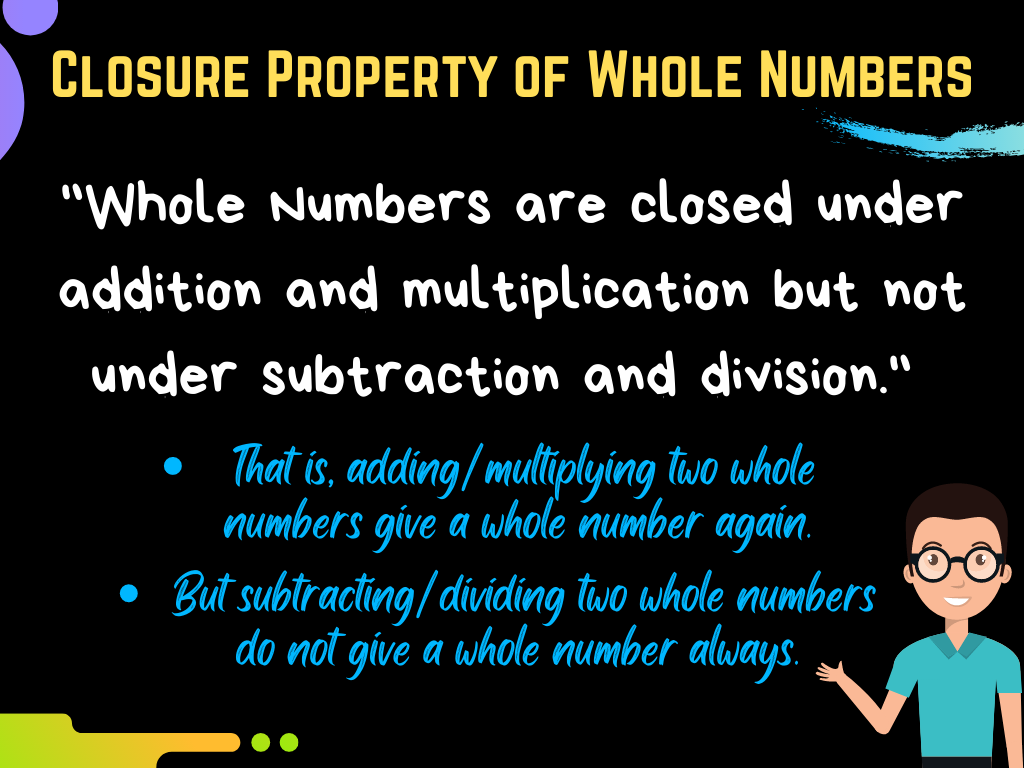 Closure Property of Whole Numbers
"Whole Numbers are closed under
addition and multiplication but not
under subtraction and division."
• That is, adding/multiplying two whole
numbers give a whole number again.
• But subtracting/dividing two whole numbers
do not give a whole number always.